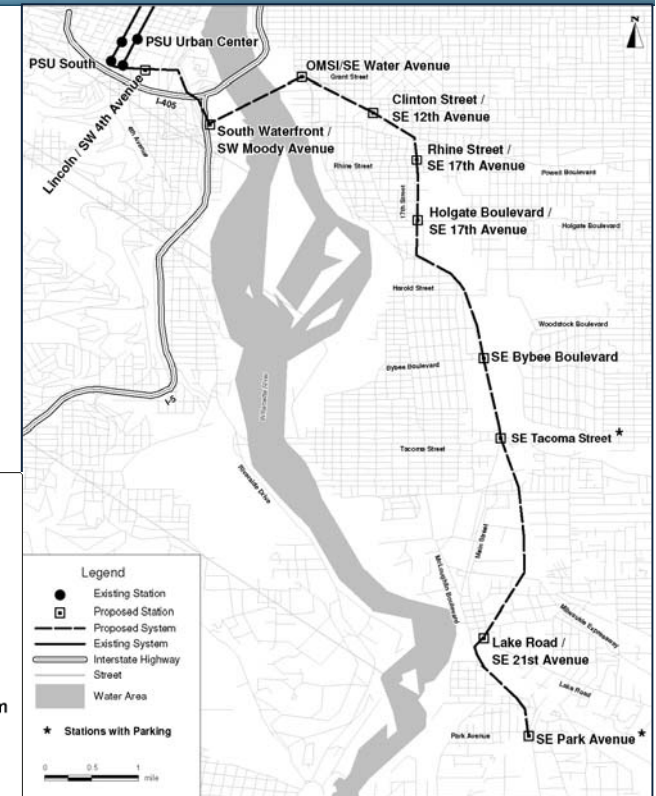 PSU Urban Center
PSU South
Lincoln / SW 4th Avenue
I-405
4th Avenue
South Waterfront /
SW Moody Avenue
OMSI/SE Water Avenue
Grant Street
Clinton Street /
SE 12th Avenue
Rhine Street /
SE 17th Avenue
Rhine Street
Powell Boulevard
17th Street
Holgate Boulevard /
SE 17th Avenue
Holgate Boulevard
Harold Street
Woodstock Boulevard
SE Bybee Boulevard
Bybee Boulevard
I-5
Willamette River
SE Tacoma Street *
Tacoma Street
Riverside Drive
Main Street
McLoughlin Boulevard
Milwaukie Expressway
Lake Road /
SE 21st Avenue
Lake Road
Park Avenue
SE Park Avenue *
Legend
Existing Station
Proposed Station
Proposed System
Existing System
Interstate Highway
Street
Water Area
* Stations with Parking
0 0.5 1
mile